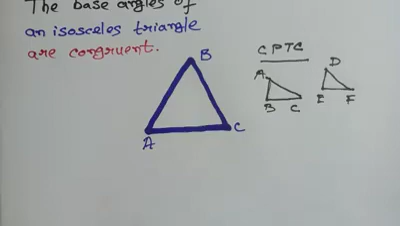 The base angles of
an isosceles triangle
are congruent.
CPTC
B
A
C
A
B
C
D
E
F